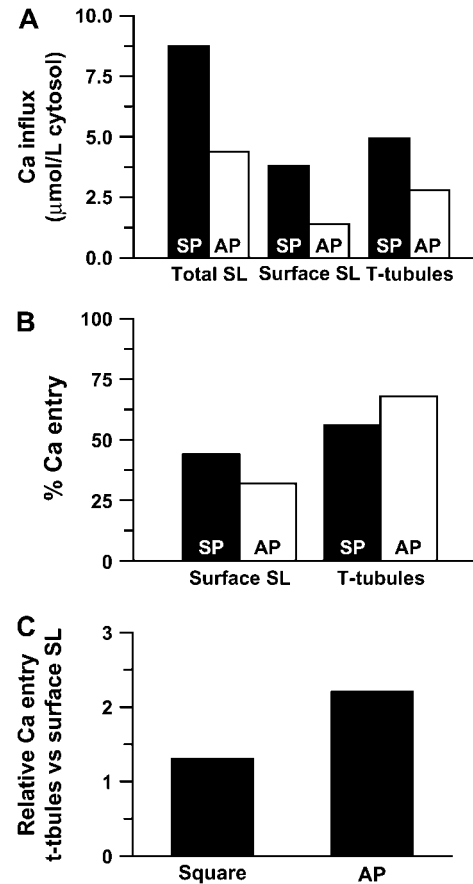 A
Ca influx
(µmol/L cytosol)
10.0
7.5
5.0
2.5
0.0
SP AP SP AP SP AP
Total SL Surface SL T-tubules
B
% Ca entry
100
75
50
25
0
SP AP SP AP
Surface SL T-tubules
C
Relative Ca entry
t-tbules vs surface SL
3
2
1
0
Square AP